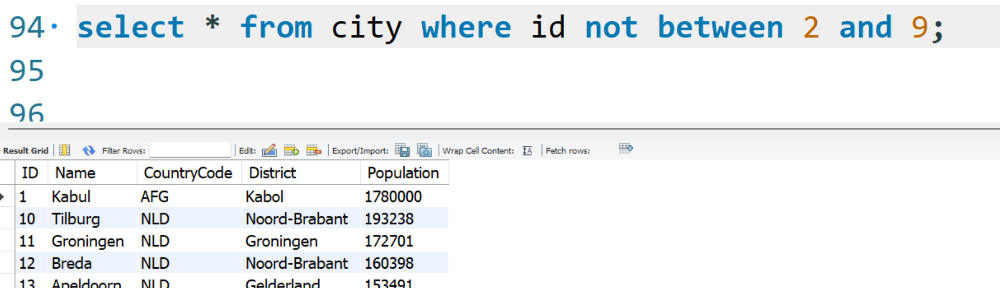 94 select * from city where id not between 2 and 9;
95
96
Result Grid Filter Rows: Edit: Export/Import: Wrap Cell Content: IA Fetch rows:
ID Name CountryCode District Population
1 Kabul AFG Kabol 1780000
10 Tilburg NLD Noord-Brabant 193238
11 Groningen NLD Groningen 172701
12 Breda NLD Noord-Brabant 160398
13 Apeldoorn NLD Gelderland 153491